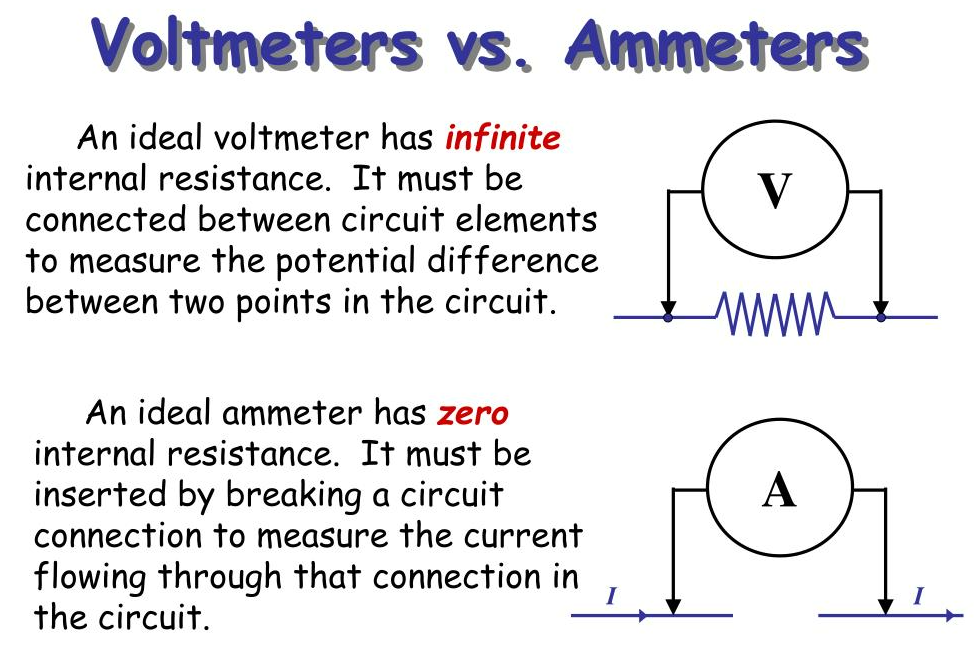 Voltmeters vs. Ammeters
An ideal voltmeter has infinite
internal resistance. It must be
connected between circuit elements
to measure the potential difference
between two points in the circuit.
V
An ideal ammeter has zero
internal resistance. It must be
inserted by breaking a circuit
connection to measure the current
flowing through that connection in
the circuit.
A
I
I